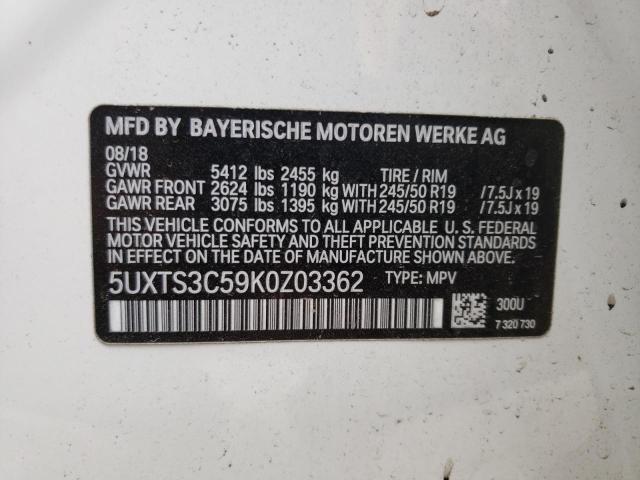 MFD BY BAYERISCHE MOTOREN WERKE AG
08/18
GVWR 5412 lbs 2455 kg TIRE / RIM
GAWR FRONT 2624 lbs 1190 kg WITH 245/50 R19 /7.5J x 19
GAWR REAR 3075 lbs 1395 kg WITH 245/50 R19 /7.5J x 19
THIS VEHICLE CONFORMS TO ALL APPLICABLE U. S. FEDERAL
MOTOR VEHICLE SAFETY AND THEFT PREVENTION STANDARDS
IN EFFECT ON THE DATE OF MANUFACTURE SHOWN ABOVE.
5UXTS3C59K0Z03362 TYPE: MPV
300U
7 320 730